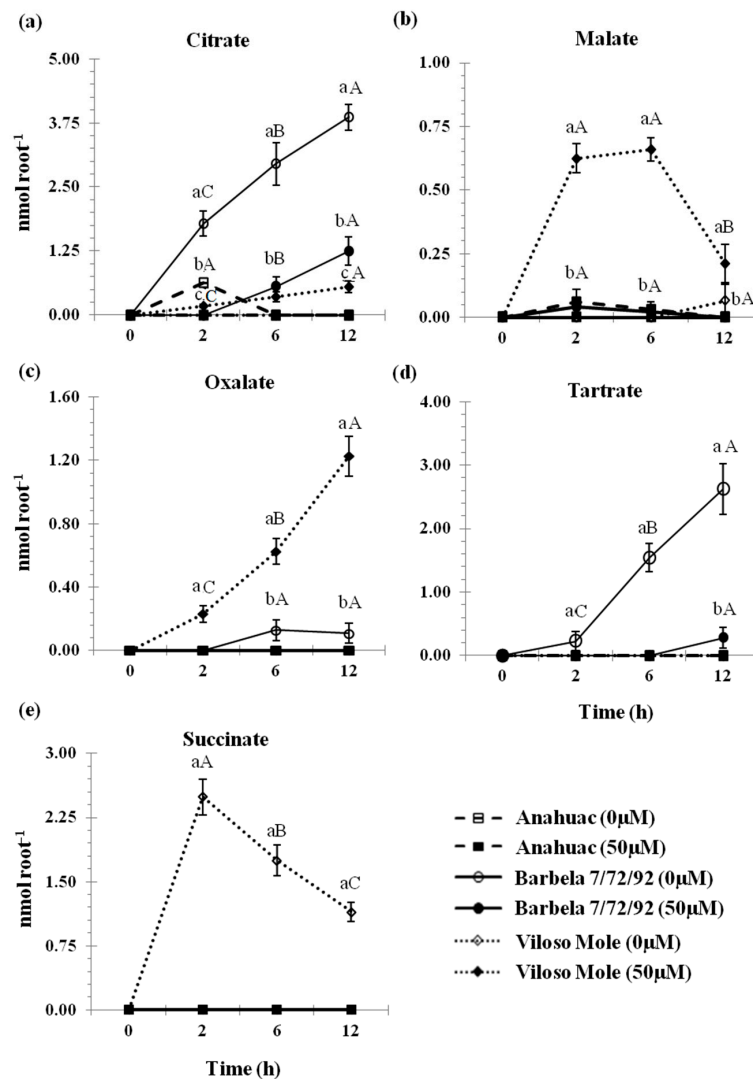 (a)
Citrate
5.00
3.75
2.50
1.25
0.00
nmol root⁻¹
aC
aB
aA
bA
cC
bB
bA
cA
0 2 6 12
(b)
Malate
1.00
0.75
0.50
0.25
0.00
aA
aA
aB
bA
bA
bA
0 2 6 12
(c)
Oxalate
1.60
1.20
0.80
0.40
0.00
nmol root⁻¹
aC
aB
aA
bA
bA
0 2 6 12
(d)
Tartrate
4.00
3.00
2.00
1.00
0.00
aC
aB
a A
bA
0 2 6 12
Time (h)
(e)
Succinate
3.00
2.25
1.50
0.75
0.00
nmol root⁻¹
aA
aB
aC
0 2 6 12
Time (h)
Anahuac (0µM)
Anahuac (50µM)
Barbela 7/72/92 (0µM)
Barbela 7/72/92 (50µM)
Viloso Mole (0µM)
Viloso Mole (50µM)